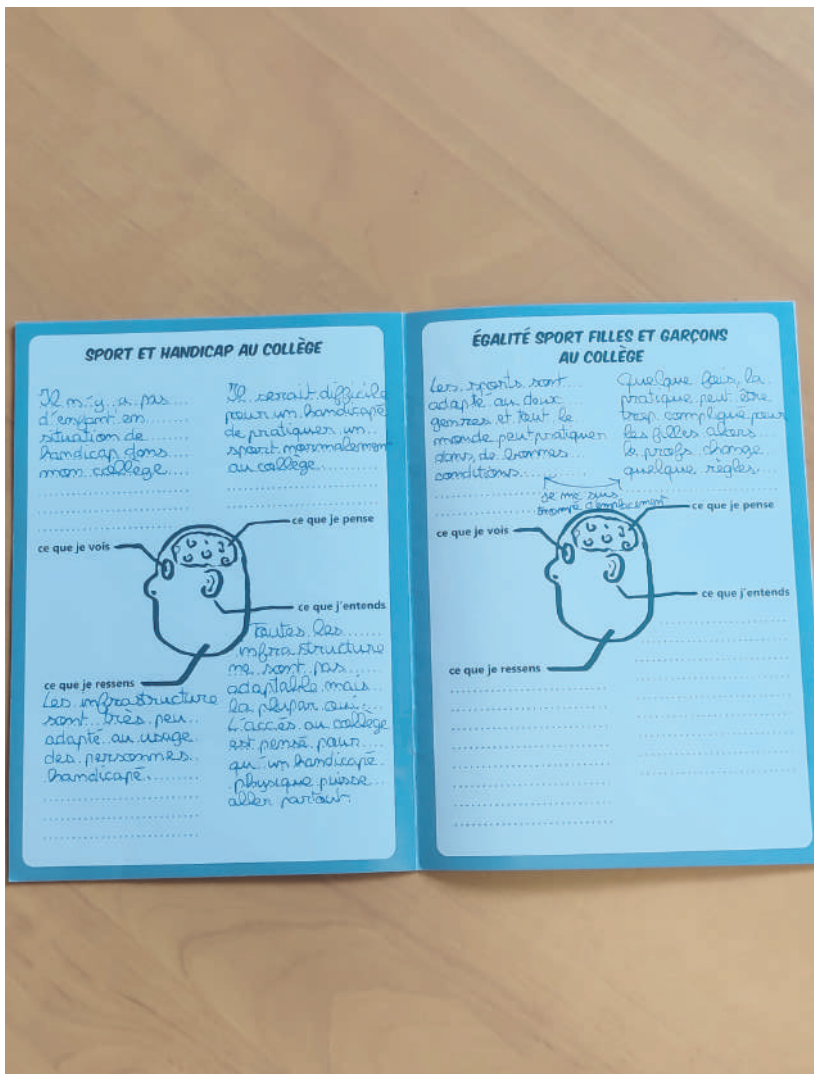 SPORT ET HANDICAP AU COLLÈGE
Il n'y a pas
d'enfant en
situation de
handicap dans
mon collège
Il serait difficile
pour un handicapé
de pratiquer un
sport normalement
au collège.
ce que je pense
ce que je vois
ce que j'entends
ce que je ressens
Toutes les
infrastructure
ne sont pas
adaptable mais
la plupar oui.
L'accés au collège
est pensé pour
qu'un handicapé
physique puisse
aller partout.
Les infrastructure
sont très peu
adapté au usage
des personnes
handicapé.
ÉGALITÉ SPORT FILLES ET GARÇONS
AU COLLÈGE
Les sports sont
adapté au deux
genres et tout le
monde peut pratiquer
dans de bonnes
conditions
Quelque fois, la
pratique peut être
trop compliqué pour
les filles alors
le profs change
quelque règles.
Je me suis
trompé d'emplacement
ce que je pense
ce que je vois
ce que j'entends
ce que je ressens